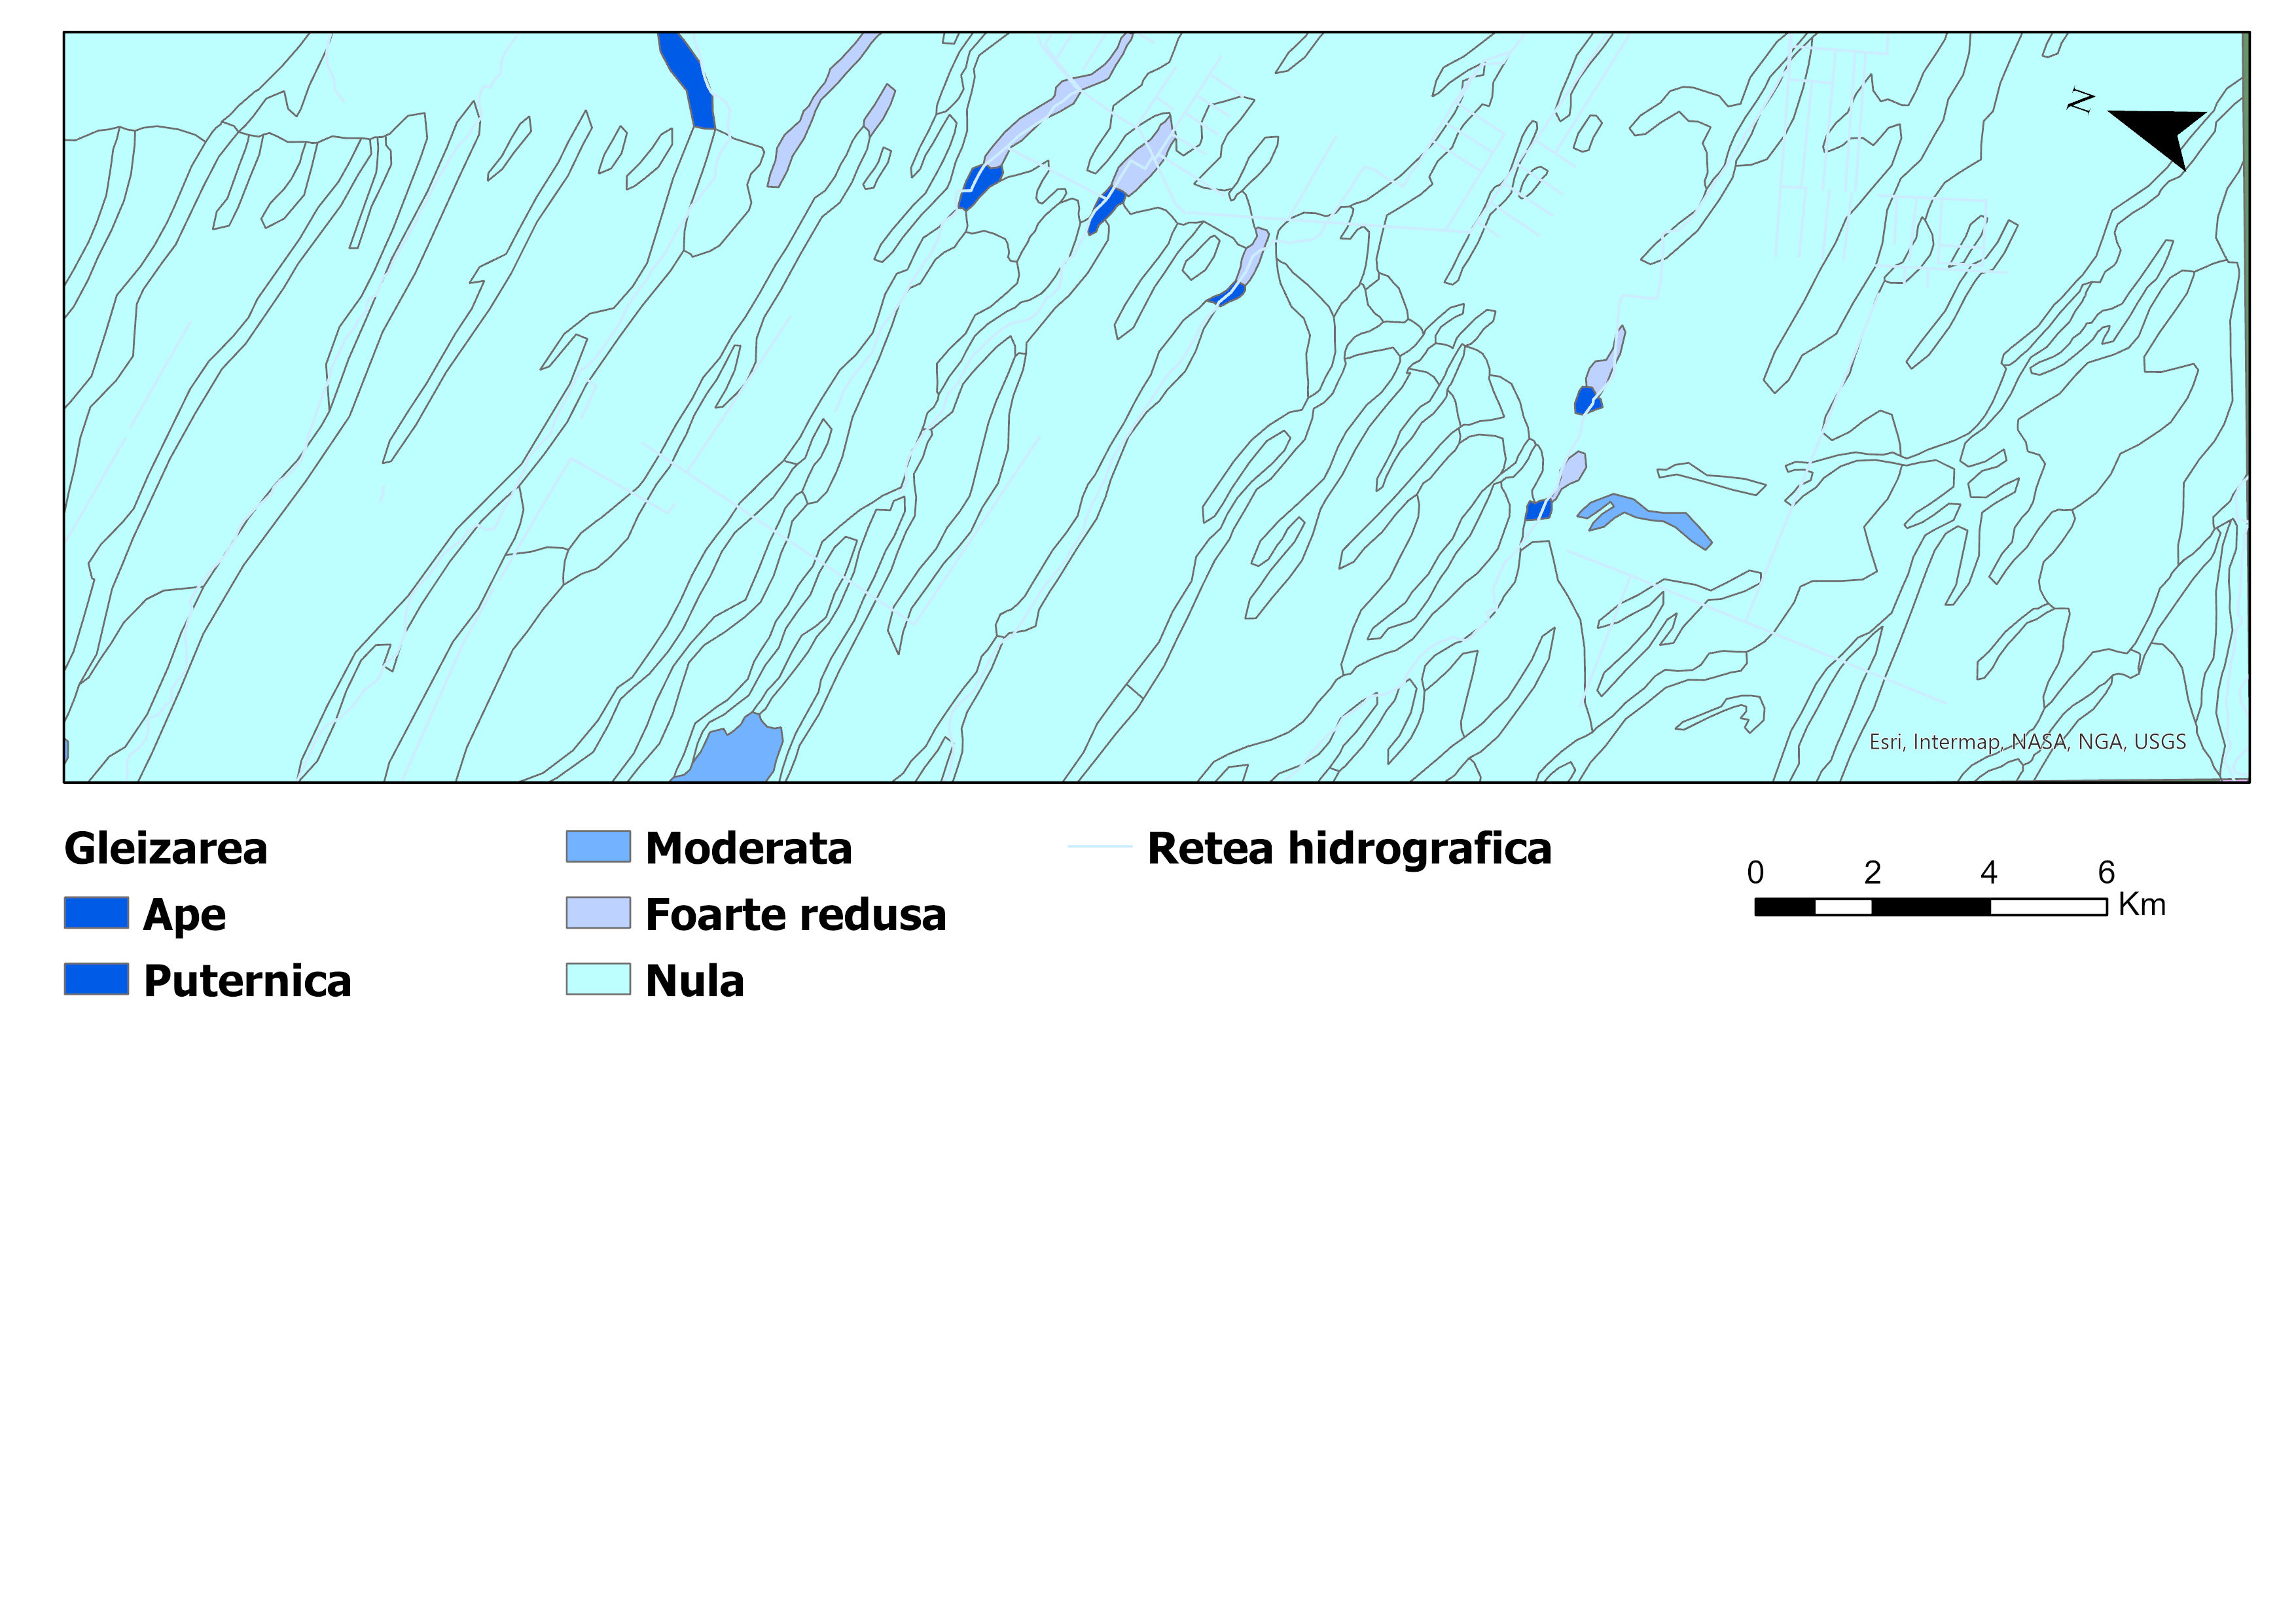 N
Esri, Intermap, NASA, NGA, USGS
Gleizarea
Ape
Puternica
Moderata
Foarte redusa
Nula
Retea hidrografica
0 2 4 6
Km